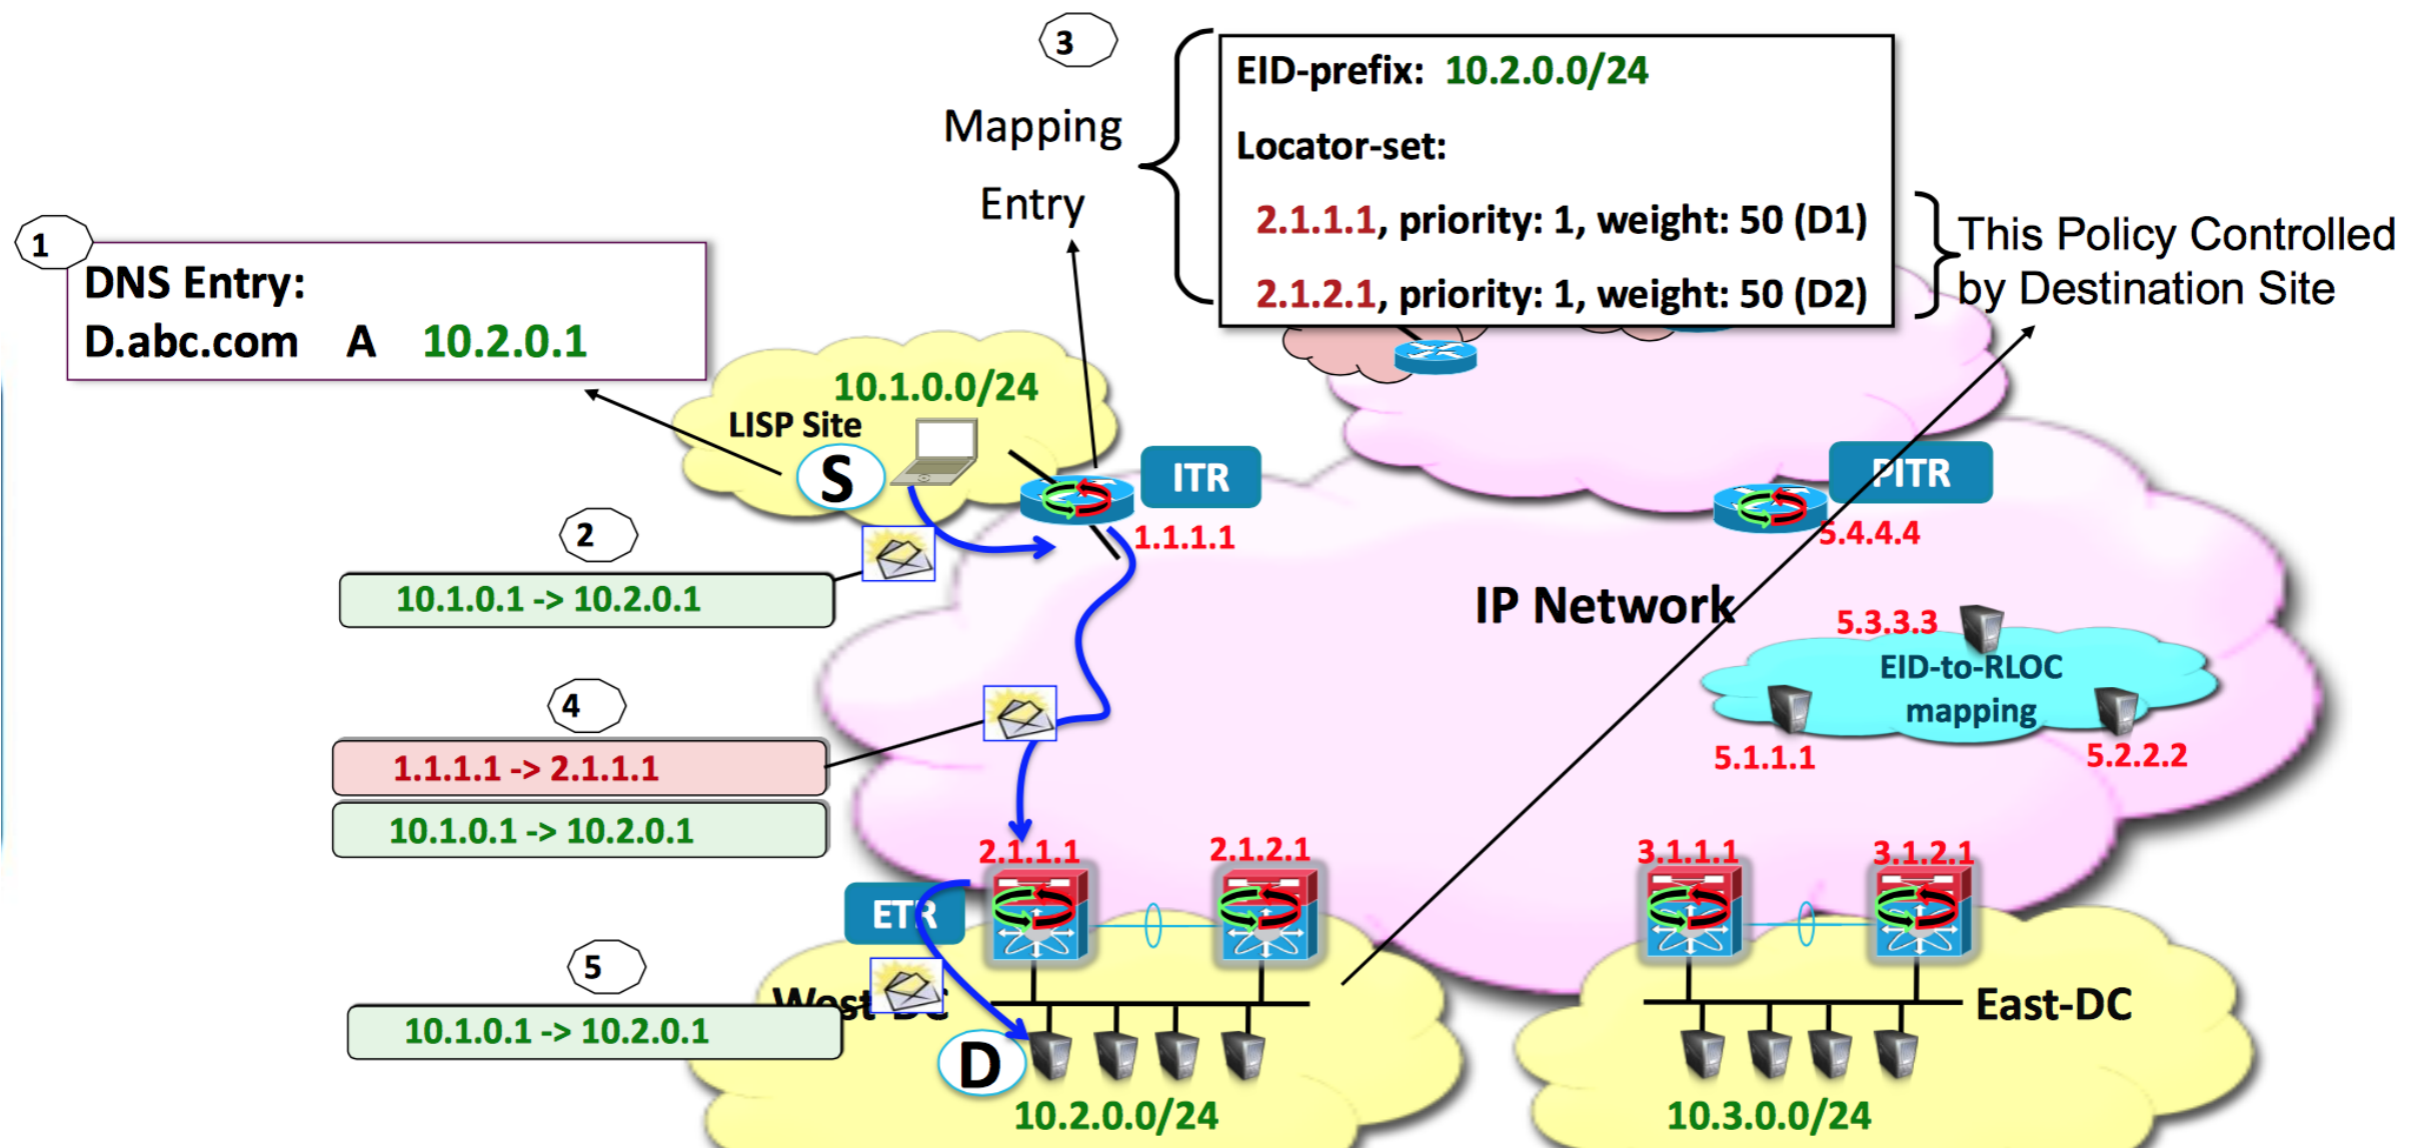 3
EID-prefix: 10.2.0.0/24
Mapping
Entry
Locator-set:
2.1.1.1, priority: 1, weight: 50 (D1)
2.1.2.1, priority: 1, weight: 50 (D2)
This Policy Controlled
by Destination Site
1
DNS Entry:
D.abc.com A 10.2.0.1
10.1.0.0/24
LISP Site
S
ITR
1.1.1.1
PITR
5.4.4.4
2
10.1.0.1 -> 10.2.0.1
IP Network
5.3.3.3
EID-to-RLOC
mapping
5.1.1.1
5.2.2.2
4
1.1.1.1 -> 2.1.1.1
10.1.0.1 -> 10.2.0.1
2.1.1.1
2.1.2.1
3.1.1.1
3.1.2.1
ETR
5
10.1.0.1 -> 10.2.0.1
West-DC
East-DC
D
10.2.0.0/24
10.3.0.0/24